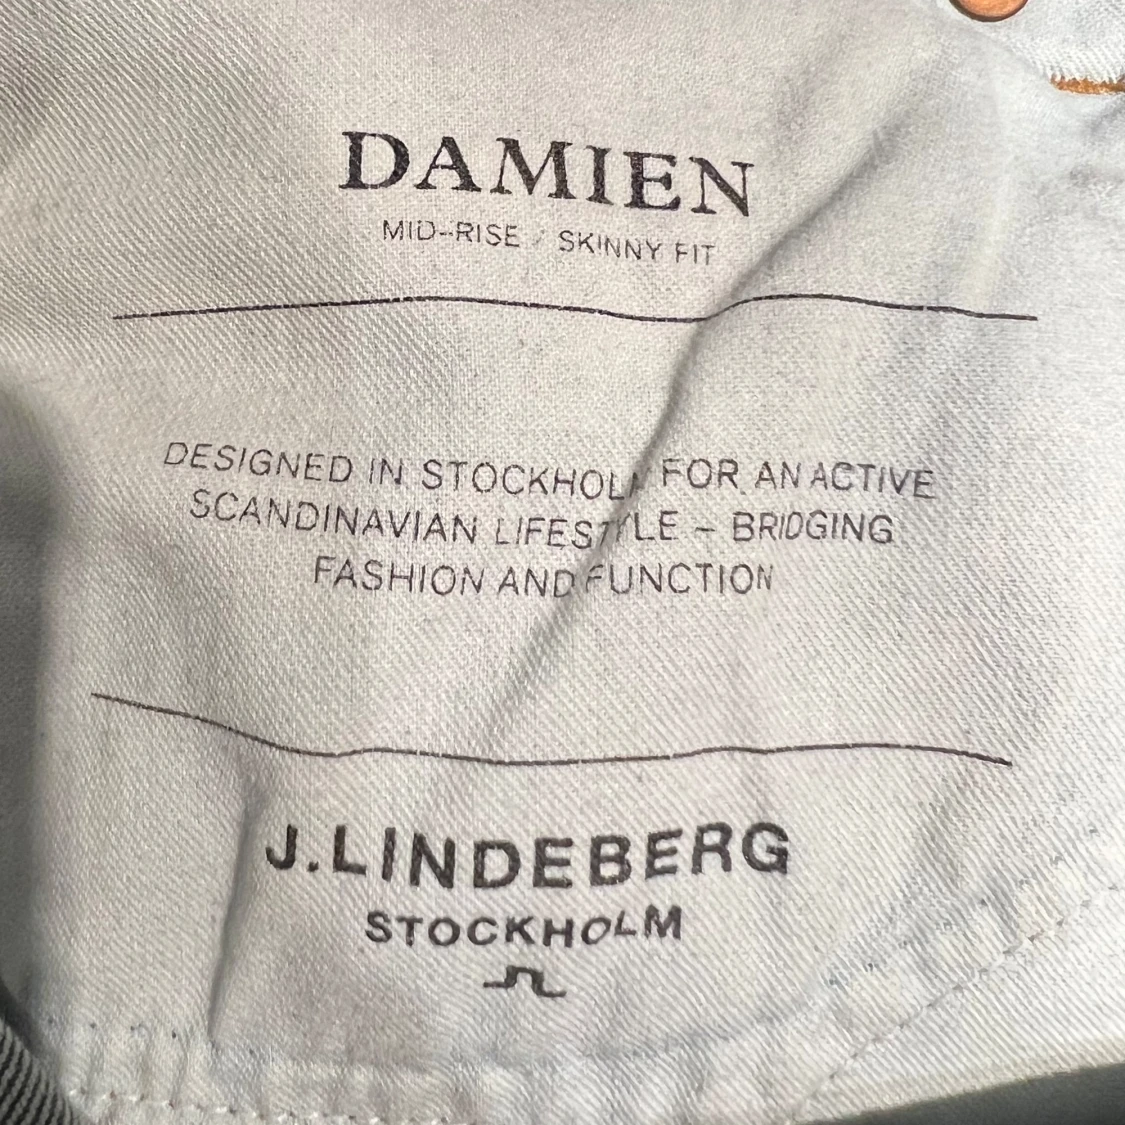 DAMIEN
MID-RISE / SKINNY FIT
DESIGNED IN STOCKHOLM FOR AN ACTIVE
SCANDINAVIAN LIFESTYLE – BRIDGING
FASHION AND FUNCTION
J.LINDEBERG
STOCKHOLM